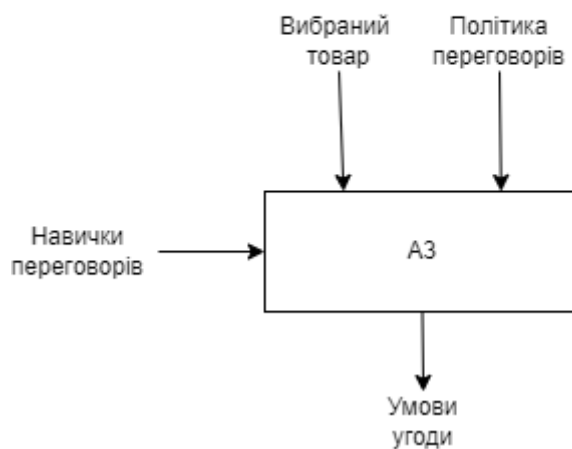 Вибраний
товар
Політика
переговорів
Навички
переговорів
А3
Умови
угоди